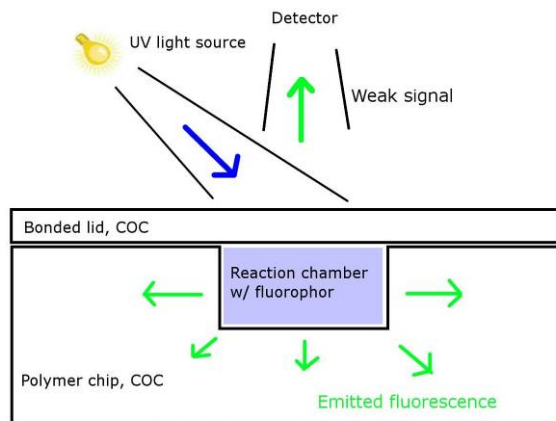 Detector
UV light source
Weak signal
Bonded lid, COC
Reaction chamber
w/ fluorophor
Polymer chip, COC
Emitted fluorescence